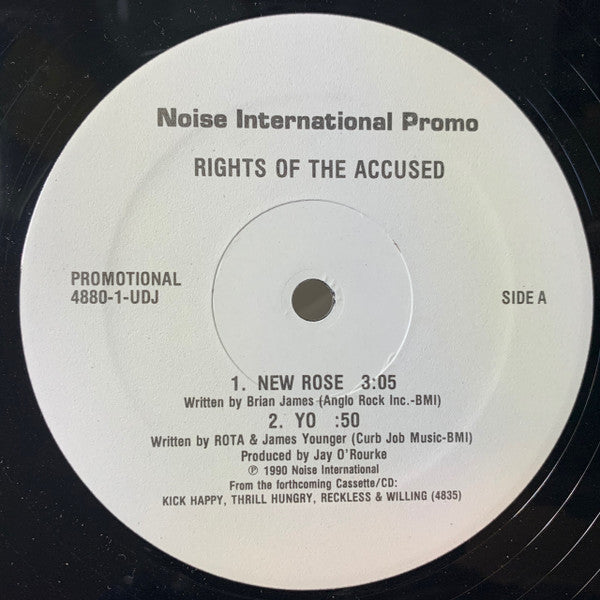 Noise International Promo
RIGHTS OF THE ACCUSED
PROMOTIONAL
4880-1-UDJ
SIDE A
1. NEW ROSE 3:05
Written by Brian James (Anglo Rock Inc.-BMI)
2. YO :50
Written by ROTA & James Younger (Curb Job Music-BMI)
Produced by Jay O'Rourke
℗ 1990 Noise International
From the forthcoming Cassette/CD:
KICK HAPPY, THRILL HUNGRY, RECKLESS & WILLING (4835)